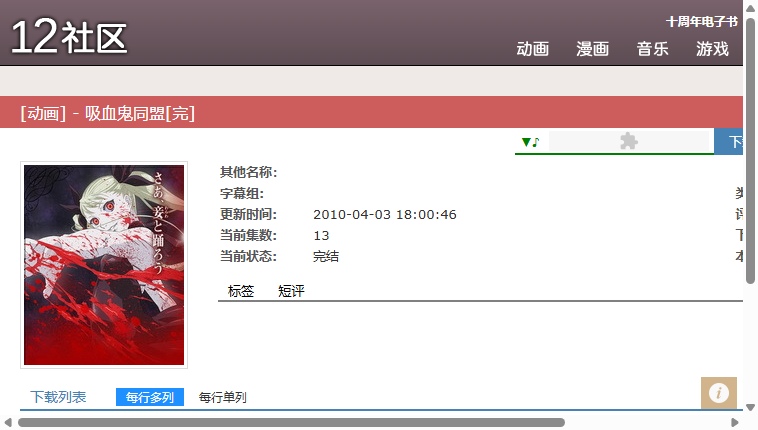 12社区
十周年电子书
动画 漫画 音乐 游戏
[动画] - 吸血鬼同盟[完]
▼♪
下
さあ、妾と踊ろう
其他名称:
字幕组:
更新时间: 2010-04-03 18:00:46
当前集数: 13
当前状态: 完结
标签 短评
下载列表 每行多列 每行单列
i